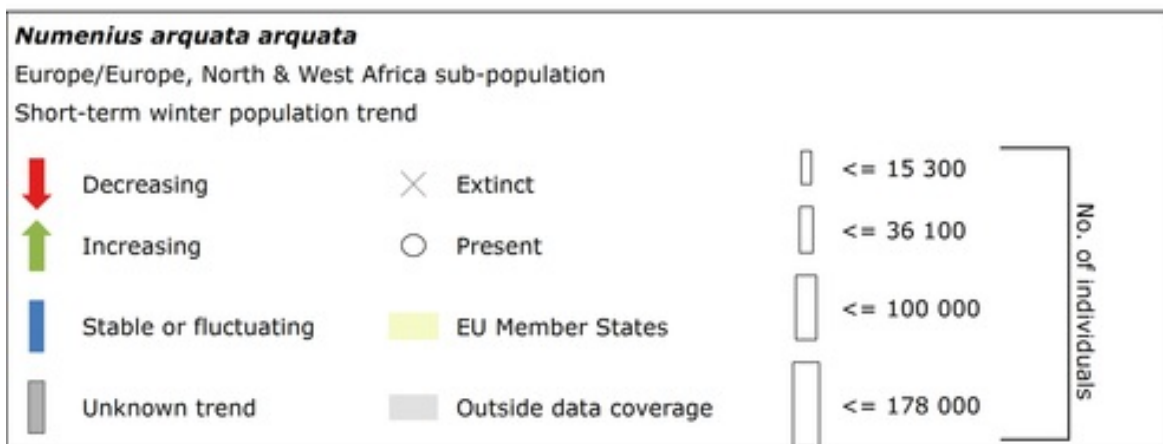 Numenius arquata arquata
Europe/Europe, North & West Africa sub-population
Short-term winter population trend
Decreasing
Increasing
Stable or fluctuating
Unknown trend
Extinct
Present
EU Member States
Outside data coverage
<= 15 300
<= 36 100
<= 100 000
<= 178 000
No. of individuals